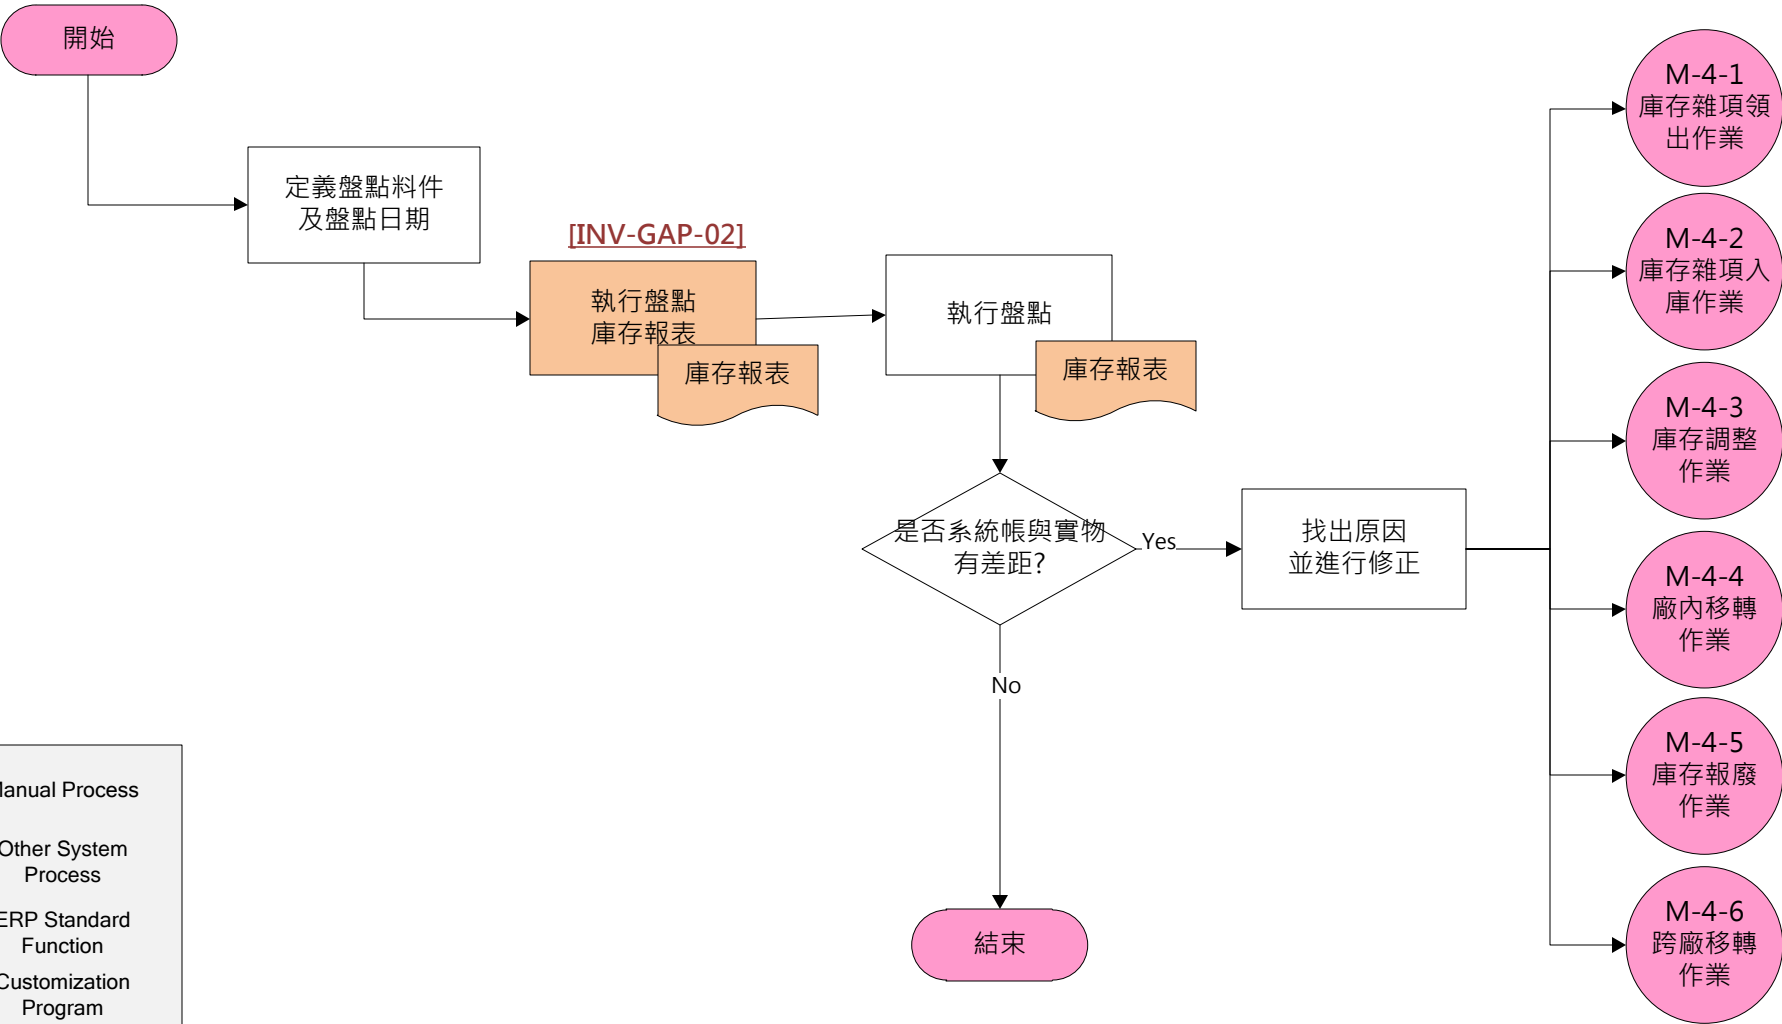 開始
定義盤點料件
及盤點日期
[INV-GAP-02]
執行盤點
庫存報表
庫存報表
執行盤點
庫存報表
是否系統帳與實物
有差距?
Yes
No
找出原因
並進行修正
結束
M-4-1
庫存雜項領
出作業
M-4-2
庫存雜項入
庫作業
M-4-3
庫存調整
作業
M-4-4
廠內移轉
作業
M-4-5
庫存報廢
作業
M-4-6
跨廠移轉
作業
Manual Process
Other System
Process
ERP Standard
Function
Customization
Program